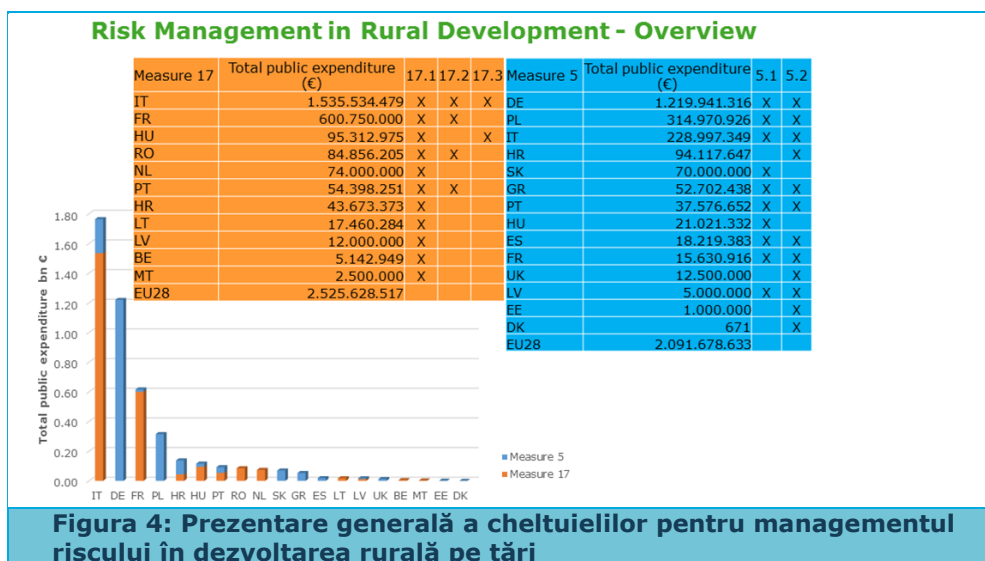 Risk Management in Rural Development - Overview
Measure 17 Total public expenditure (€) 17.1 17.2 17.3
IT 1.535.534.479 X X X
FR 600.750.000 X X
HU 95.312.975 X X
RO 84.856.205 X X
NL 74.000.000 X
PT 54.398.251 X X
HR 43.673.373 X
LT 17.460.284 X
LV 12.000.000 X
BE 5.142.949 X
MT 2.500.000 X
EU28 2.525.628.517
Measure 5 Total public expenditure (€) 5.1 5.2
DE 1.219.941.316 X X
PL 314.970.926 X X
IT 228.997.349 X X
HR 94.117.647 X
SK 70.000.000 X
GR 52.702.438 X X
PT 37.576.652 X X
HU 21.021.332 X
ES 18.219.383 X X
FR 15.630.916 X X
UK 12.500.000 X
LV 5.000.000 X X
EE 1.000.000 X
DK 671 X
EU28 2.091.678.633
Total public expenditure bn €
1.80
1.60
1.40
1.20
1.00
0.80
0.60
0.40
0.20
0.00
IT DE FR PL HR HU PT RO NL SK GR ES LT LV UK BE MT EE DK
Measure 5
Measure 17
Figura 4: Prezentare generală a cheltuielilor pentru managementul
riscului în dezvoltarea rurală pe țări